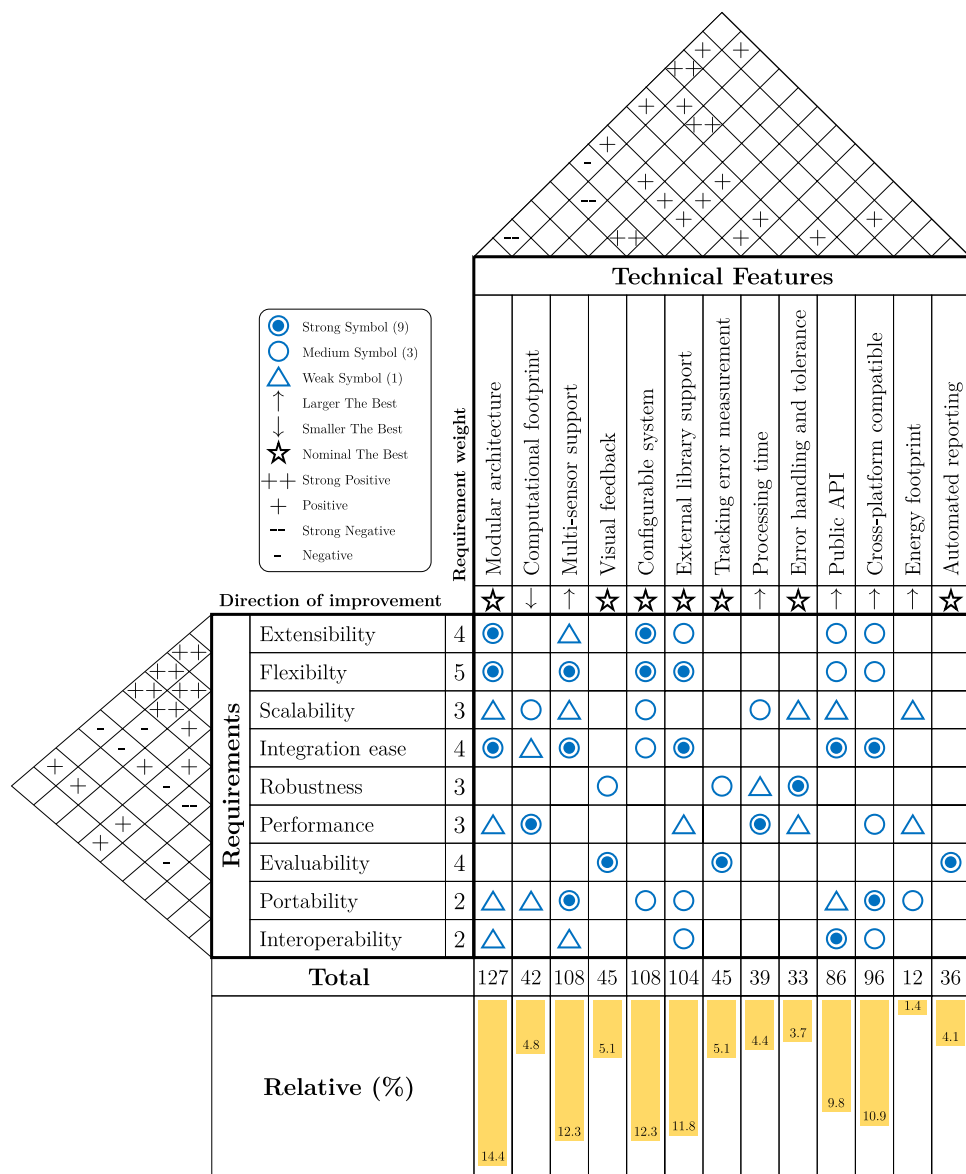 Technical Features
Strong Symbol (9)
Medium Symbol (3)
Weak Symbol (1)
Larger The Best
Smaller The Best
Nominal The Best
++ Strong Positive
+ Positive
-- Strong Negative
- Negative
Requirement weight
Modular architecture
Computational footprint
Multi-sensor support
Visual feedback
Configurable system
External library support
Tracking error measurement
Processing time
Error handling and tolerance
Public API
Cross-platform compatible
Energy footprint
Automated reporting
Direction of improvement
Requirements
Extensibility 4
Flexibilty 5
Scalability 3
Integration ease 4
Robustness 3
Performance 3
Evaluability 4
Portability 2
Interoperability 2
Total 127 42 108 45 108 104 45 39 33 86 96 12 36
Relative (%) 14.4 4.8 12.3 5.1 12.3 11.8 5.1 4.4 3.7 9.8 10.9 1.4 4.1